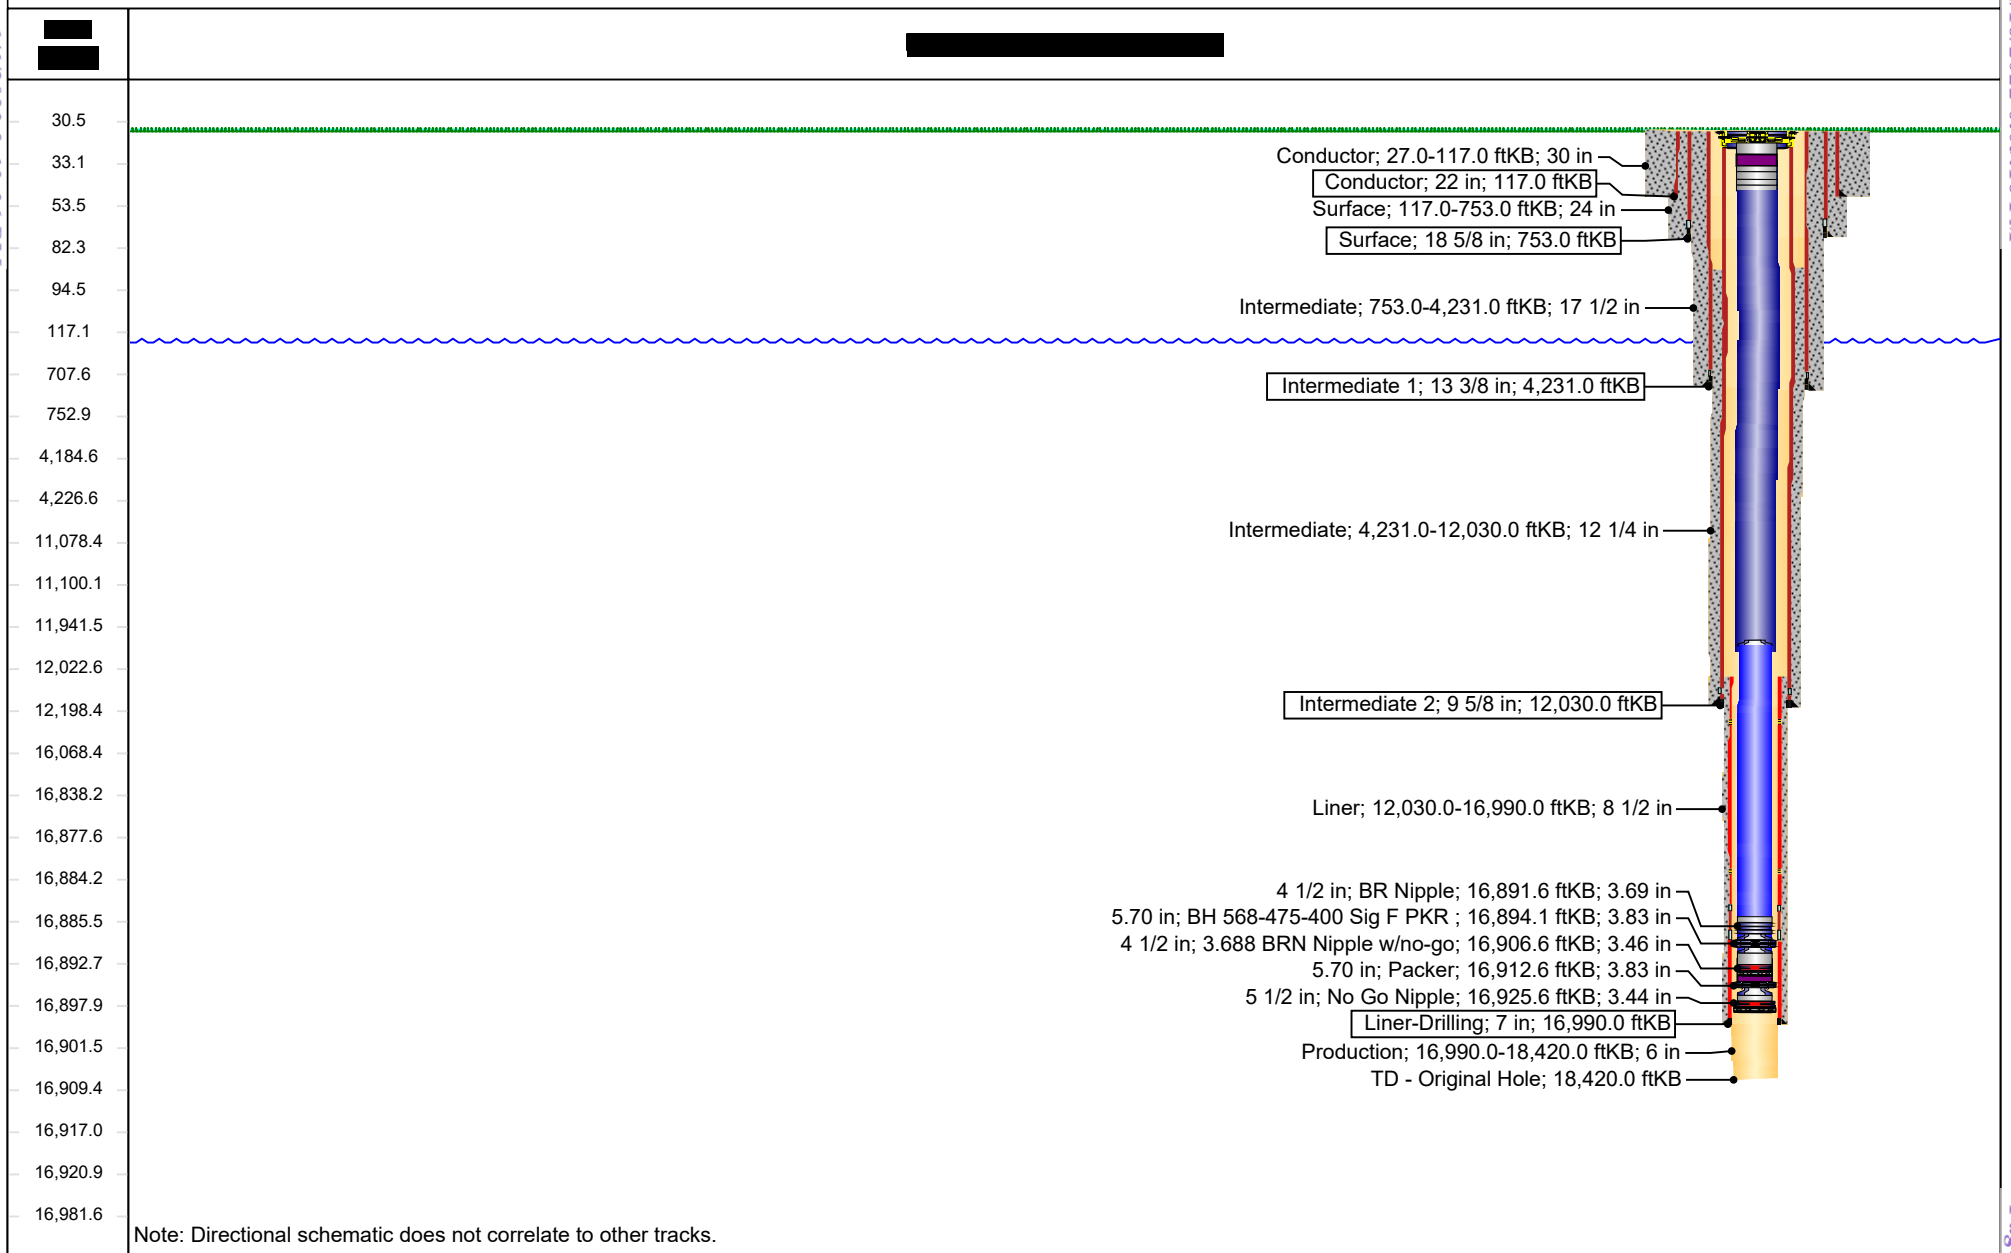 30.5
33.1
53.5
82.3
94.5
117.1
707.6
752.9
4,184.6
4,226.6
11,078.4
11,100.1
11,941.5
12,022.6
12,198.4
16,068.4
16,838.2
16,877.6
16,884.2
16,885.5
16,892.7
16,897.9
16,901.5
16,909.4
16,917.0
16,920.9
16,981.6
Conductor; 27.0-117.0 ftKB; 30 in
Conductor; 22 in; 117.0 ftKB
Surface; 117.0-753.0 ftKB; 24 in
Surface; 18 5/8 in; 753.0 ftKB
Intermediate; 753.0-4,231.0 ftKB; 17 1/2 in
Intermediate 1; 13 3/8 in; 4,231.0 ftKB
Intermediate; 4,231.0-12,030.0 ftKB; 12 1/4 in
Intermediate 2; 9 5/8 in; 12,030.0 ftKB
Liner; 12,030.0-16,990.0 ftKB; 8 1/2 in
4 1/2 in; BR Nipple; 16,891.6 ftKB; 3.69 in
5.70 in; BH 568-475-400 Sig F PKR ; 16,894.1 ftKB; 3.83 in
4 1/2 in; 3.688 BRN Nipple w/no-go; 16,906.6 ftKB; 3.46 in
5.70 in; Packer; 16,912.6 ftKB; 3.83 in
5 1/2 in; No Go Nipple; 16,925.6 ftKB; 3.44 in
Liner-Drilling; 7 in; 16,990.0 ftKB
Production; 16,990.0-18,420.0 ftKB; 6 in
TD - Original Hole; 18,420.0 ftKB
Note: Directional schematic does not correlate to other tracks.